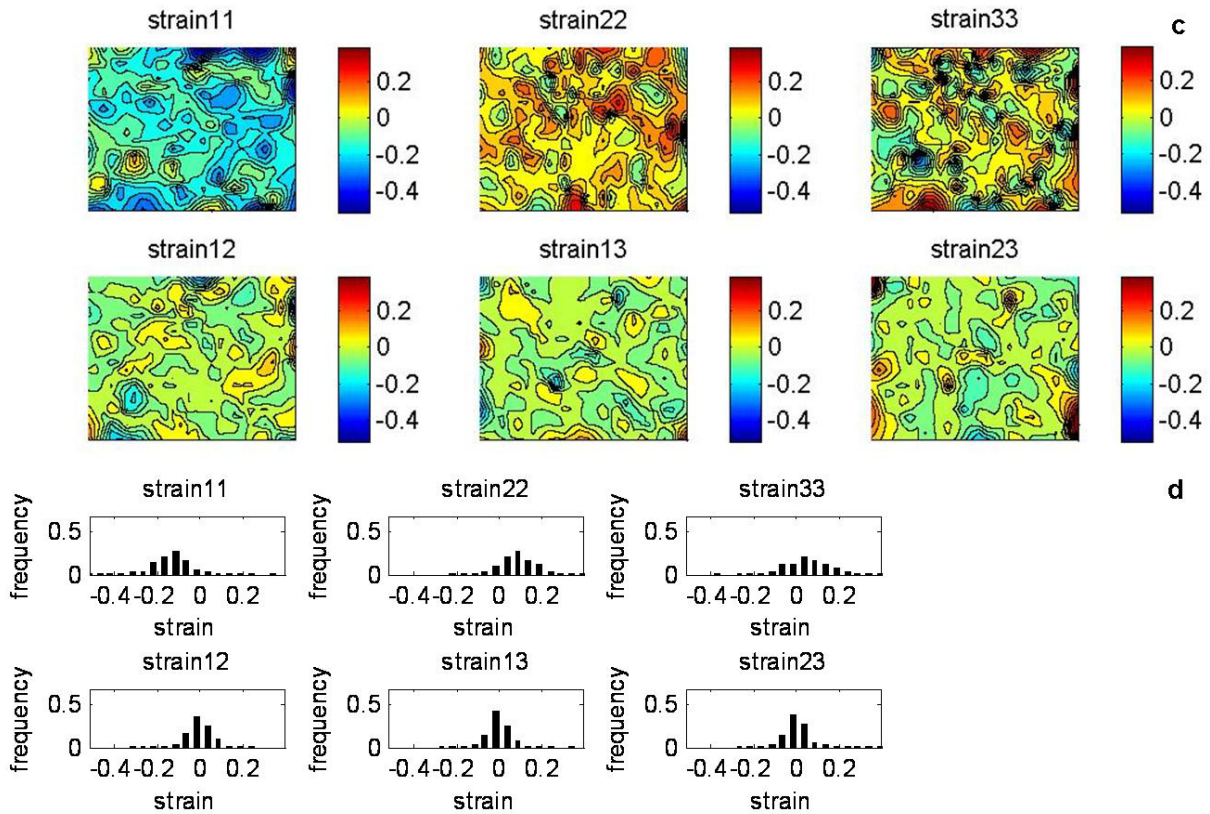 strain11 strain22 strain33 c
0.2 0.2 0.2
0 0 0
-0.2 -0.2 -0.2
-0.4 -0.4 -0.4
strain12 strain13 strain23
0.2 0.2 0.2
0 0 0
-0.2 -0.2 -0.2
-0.4 -0.4 -0.4
strain11 strain22 strain33 d
frequency frequency frequency
0.5 0.5 0.5
0 0 0
-0.4 -0.2 0 0.2 -0.4 -0.2 0 0.2 -0.4 -0.2 0 0.2
strain strain strain
strain12 strain13 strain23
frequency frequency frequency
0.5 0.5 0.5
0 0 0
-0.4 -0.2 0 0.2 -0.4 -0.2 0 0.2 -0.4 -0.2 0 0.2
strain strain strain